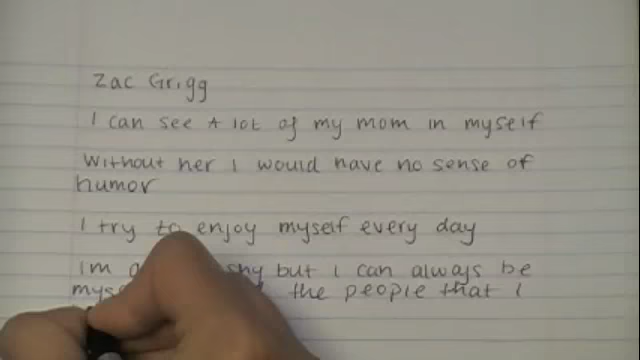 Zac Grigg
I can see A lot of my mom in myself
Without her I would have no sense of
humor
I try to enjoy myself every day
Im shy but I can always be
the people that I